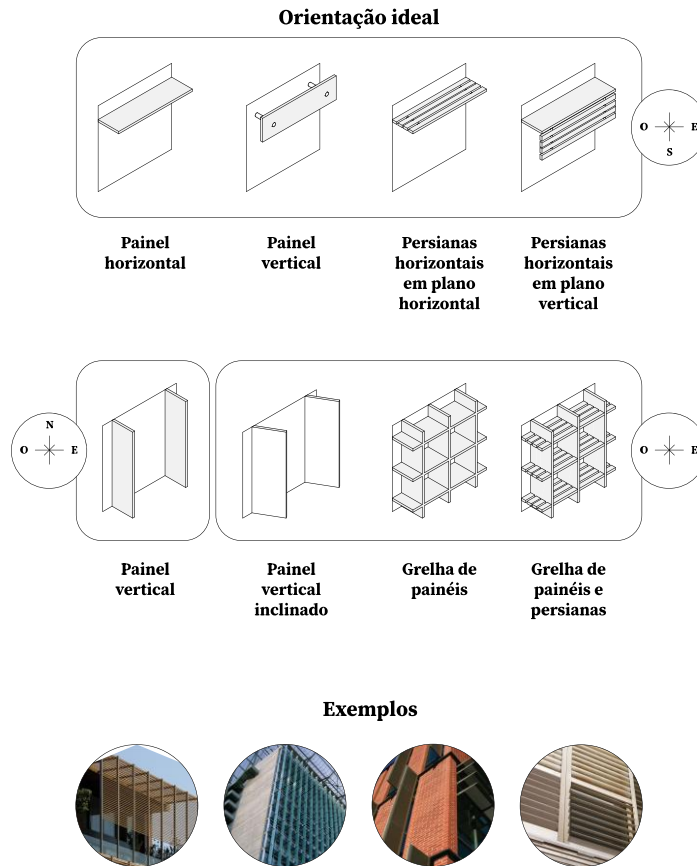 Orientação ideal
O E
S
Painel
horizontal
Painel
vertical
Persianas
horizontais
em plano
horizontal
Persianas
horizontais
em plano
vertical
N
O E
O E
Painel
vertical
Painel
vertical
inclinado
Grelha de
painéis
Grelha de
painéis e
persianas
Exemplos